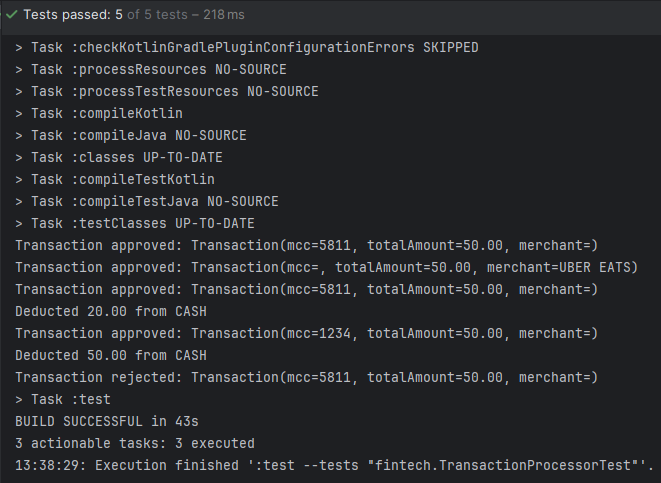 Tests passed: 5 of 5 tests – 218 ms
> Task :checkKotlinGradlePluginConfigurationErrors SKIPPED
> Task :processResources NO-SOURCE
> Task :processTestResources NO-SOURCE
> Task :compileKotlin
> Task :compileJava NO-SOURCE
> Task :classes UP-TO-DATE
> Task :compileTestKotlin
> Task :compileTestJava NO-SOURCE
> Task :testClasses UP-TO-DATE
Transaction approved: Transaction(mcc=5811, totalAmount=50.00, merchant=)
Transaction approved: Transaction(mcc=, totalAmount=50.00, merchant=UBER EATS)
Transaction approved: Transaction(mcc=5811, totalAmount=50.00, merchant=)
Deducted 20.00 from CASH
Transaction approved: Transaction(mcc=1234, totalAmount=50.00, merchant=)
Deducted 50.00 from CASH
Transaction rejected: Transaction(mcc=5811, totalAmount=50.00, merchant=)
> Task :test
BUILD SUCCESSFUL in 43s
3 actionable tasks: 3 executed
13:38:29: Execution finished ':test --tests "fintech.TransactionProcessorTest"'.